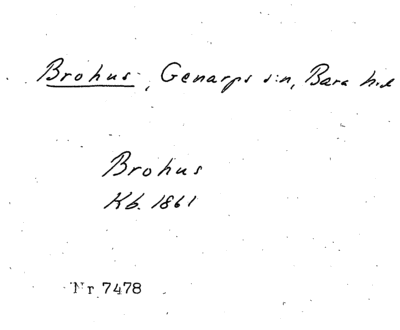 Brohus, Genarps s:n, Bara h:d
Brohus
Kb. 1861
Nr 7478